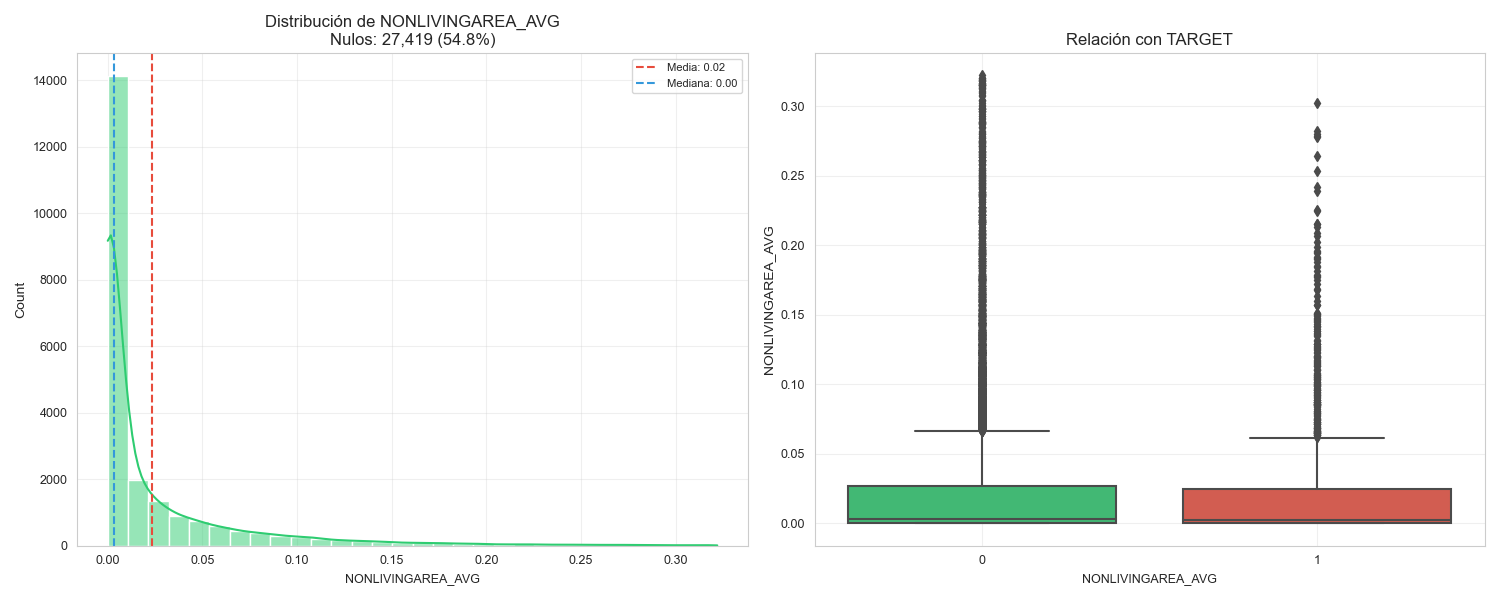 Distribución de NONLIVINGAREA_AVG
Nulos: 27,419 (54.8%)
Media: 0.02
Mediana: 0.00
Count
14000
12000
10000
8000
6000
4000
2000
0
0.00 0.05 0.10 0.15 0.20 0.25 0.30
NONLIVINGAREA_AVG
Relación con TARGET
NONLIVINGAREA_AVG
0.30
0.25
0.20
0.15
0.10
0.05
0.00
0 1
NONLIVINGAREA_AVG